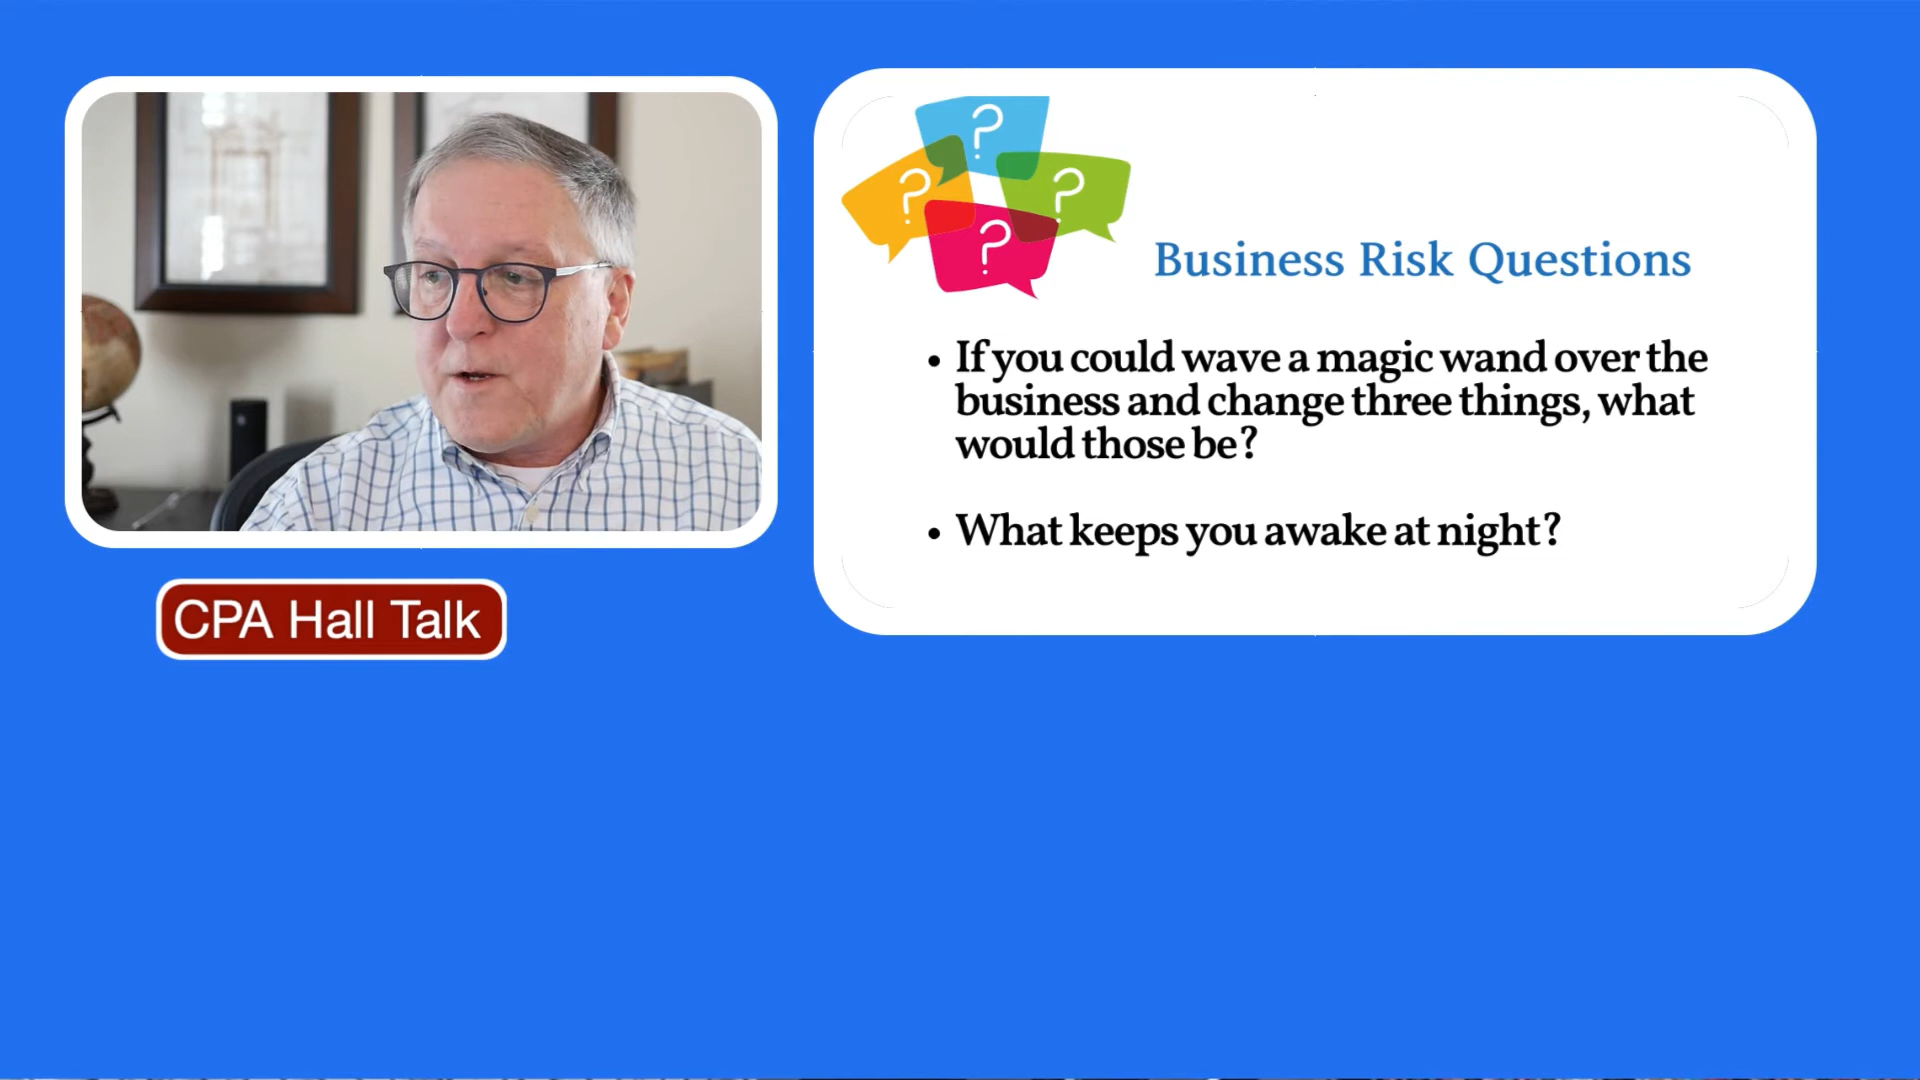 ?
?
?
?
Business Risk Questions
• If you could wave a magic wand over the
business and change three things, what
would those be?
• What keeps you awake at night?
CPA Hall Talk